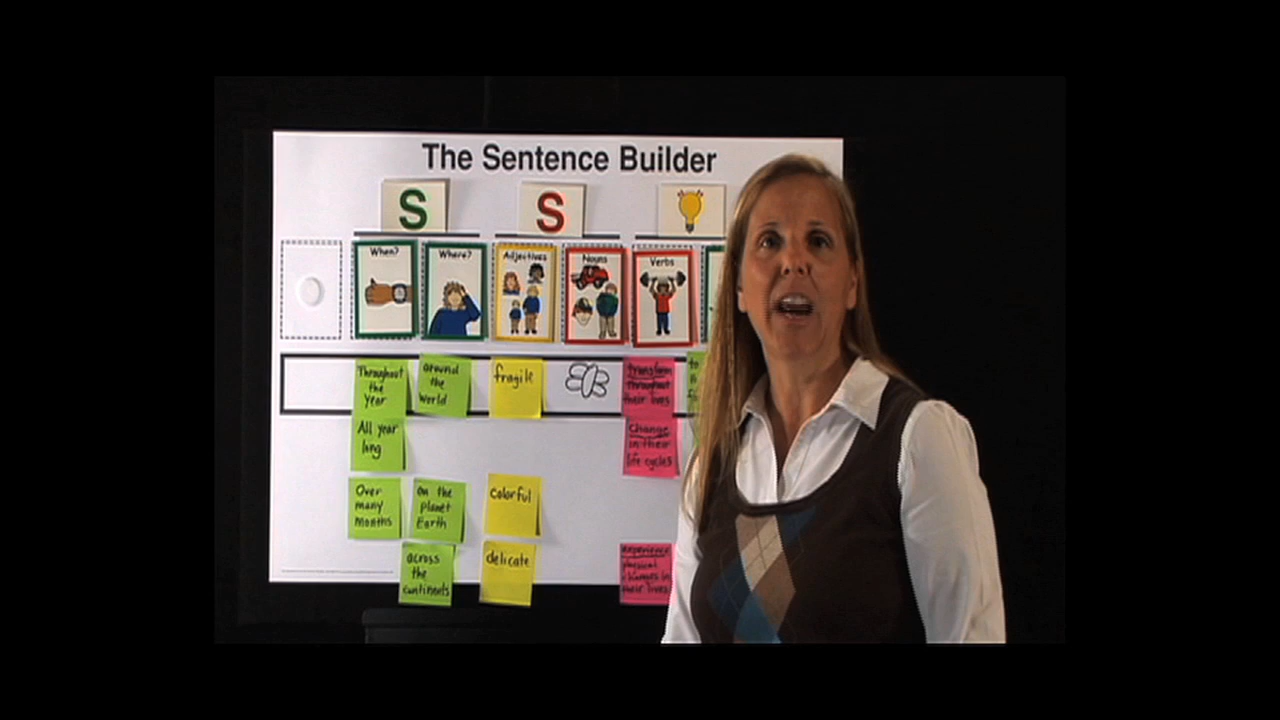 The Sentence Builder
S
S
When?
Where?
Adjectives
Nouns
Verbs
Throughout
the
year
around
the
world
fragile
transform
throughout
their lives
to
All year
long
Change
in their
life cycles
Over
many
months
on the
planet
Earth
colorful
across
the
continents
delicate
experience
physical
changes in
their lives